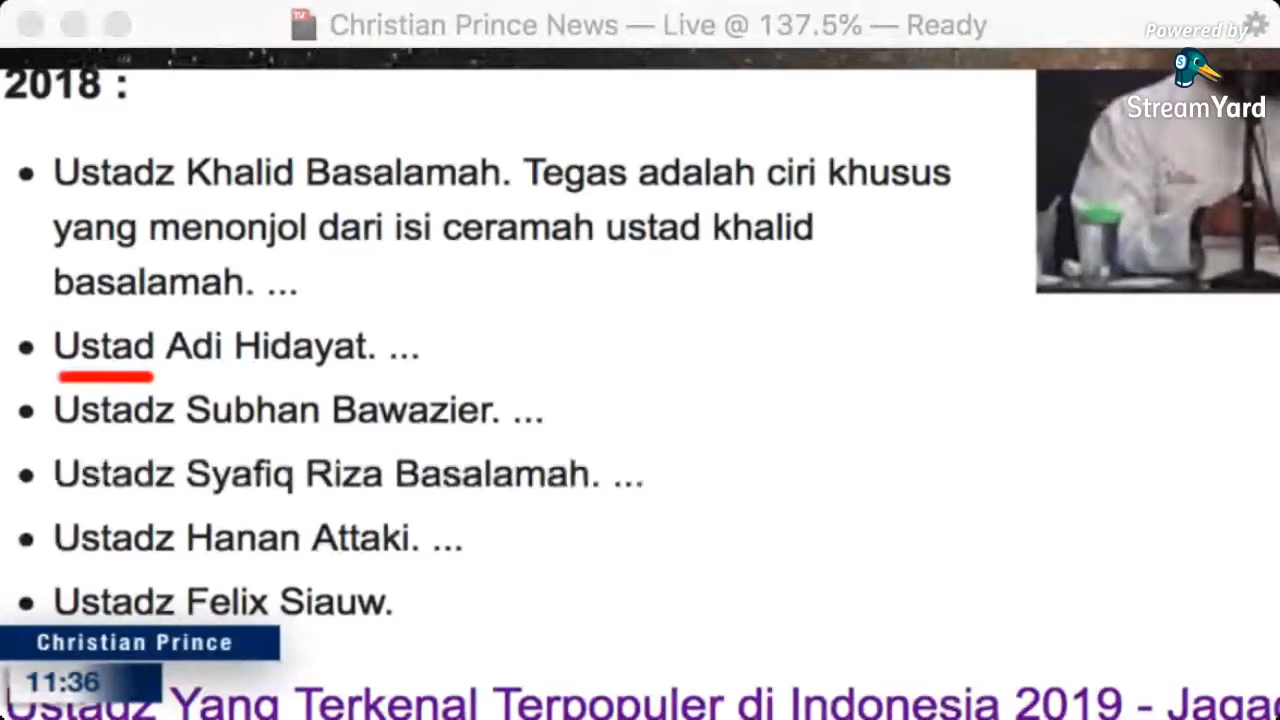 Christian Prince News — Live @ 137.5% — Ready
Powered by
StreamYard
2018 :
• Ustadz Khalid Basalamah. Tegas adalah ciri khusus
yang menonjol dari isi ceramah ustad khalid
basalamah. ...
• Ustad Adi Hidayat. ...
• Ustadz Subhan Bawazier. ...
• Ustadz Syafiq Riza Basalamah. ...
• Ustadz Hanan Attaki. ...
• Ustadz Felix Siauw.
Christian Prince
11:36
Ustadz Yang Terkenal Terpopuler di Indonesia 2019 -